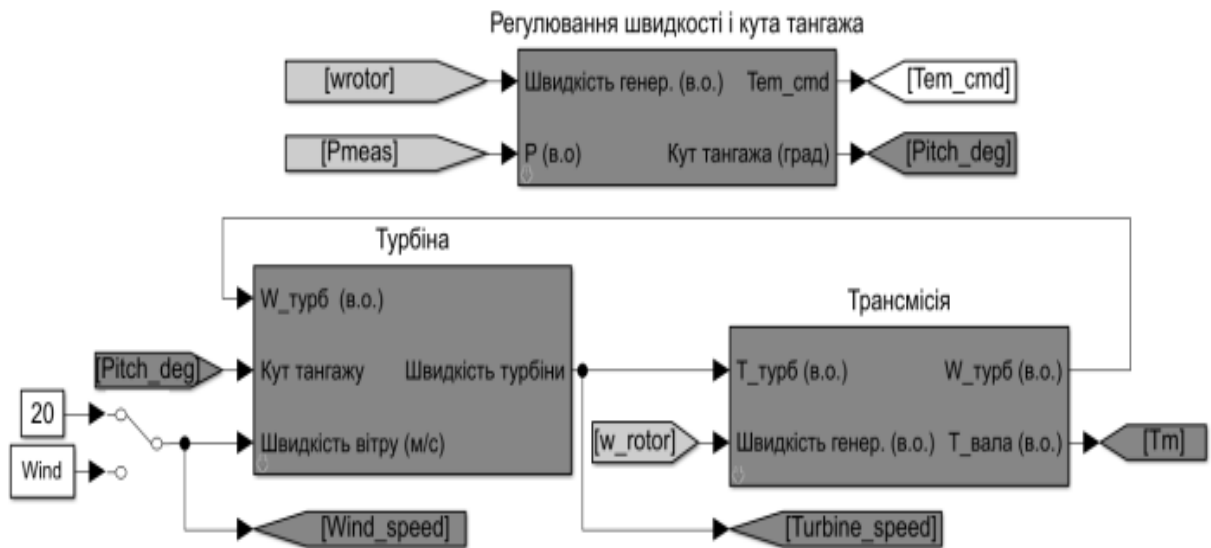 Регулювання швидкості і кута тангажа
[wrotor]
Швидкість генер. (в.о.)
Tem_cmd
[Tem_cmd]
[Pmeas]
P (в.о)
Кут тангажа (град)
[Pitch_deg]
Турбіна
W_турб (в.о.)
Трансмісія
[Pitch_deg]
Кут тангажу
Швидкість турбіни
T_турб (в.о.)
W_турб (в.о.)
20
Швидкість вітру (м/с)
[w_rotor]
Швидкість генер. (в.о.)
T_вала (в.о.)
[Tm]
Wind
[Wind_speed]
[Turbine_speed]